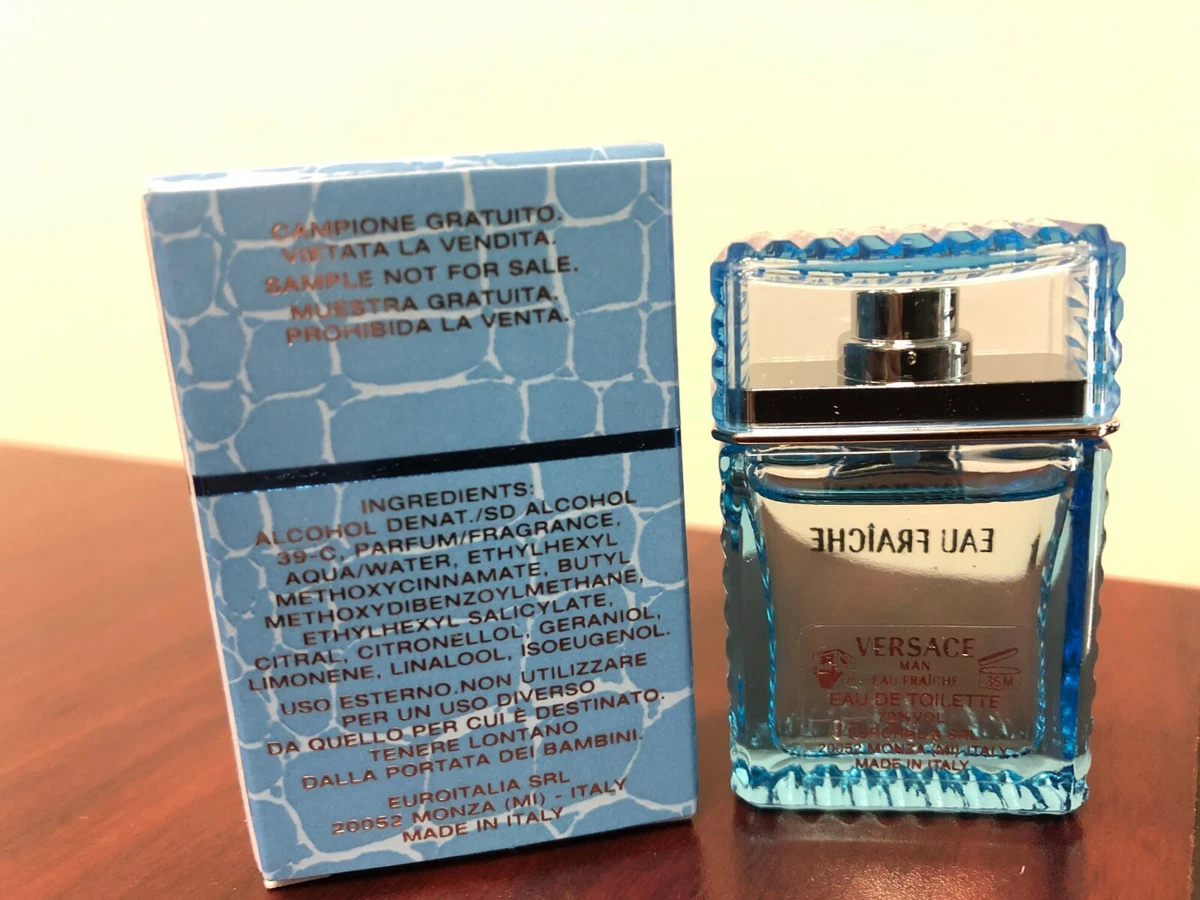 CAMPIONE GRATUITO.
VIETATA LA VENDITA.
SAMPLE NOT FOR SALE.
MUESTRA GRATUITA.
PROHIBIDA LA VENTA.
INGREDIENTS:
ALCOHOL DENAT./SD ALCOHOL
39-C, PARFUM/FRAGRANCE,
AQUA/WATER, ETHYLHEXYL
METHOXYCINNAMATE, BUTYL
METHOXYDIBENZOYLMETHANE,
ETHYLHEXYL SALICYLATE,
CITRAL, CITRONELLOL, GERANIOL,
LIMONENE, LINALOOL, ISOEUGENOL.
USO ESTERNO.NON UTILIZZARE
PER UN USO DIVERSO
DA QUELLO PER CUI È DESTINATO.
TENERE LONTANO
DALLA PORTATA DEI BAMBINI.
EUROITALIA SRL
20052 MONZA (MI) - ITALY
MADE IN ITALY
EAU FRAÎCHE
VERSACE
MAN
EAU FRAÎCHE
36M
EAU DE TOILETTE
VOL
SRL
20052 MONZA (MI) ITALY
MADE IN ITALY